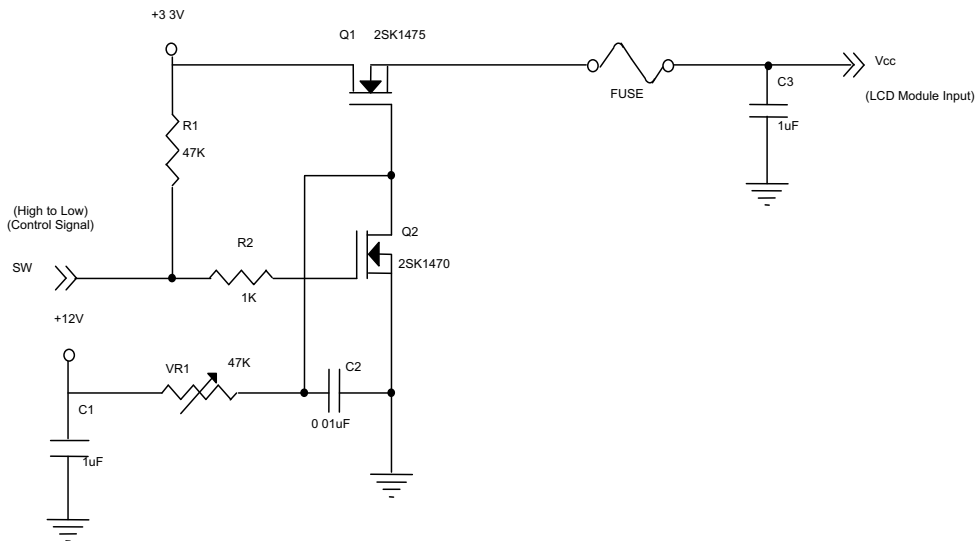 +3 3V
Q1 2SK1475
Vcc
C3
(LCD Module Input)
FUSE
R1
47K
1uF
(High to Low)
(Control Signal)
Q2
R2
SW
2SK1470
1K
+12V
VR1
47K
C2
C1
0 01uF
1uF